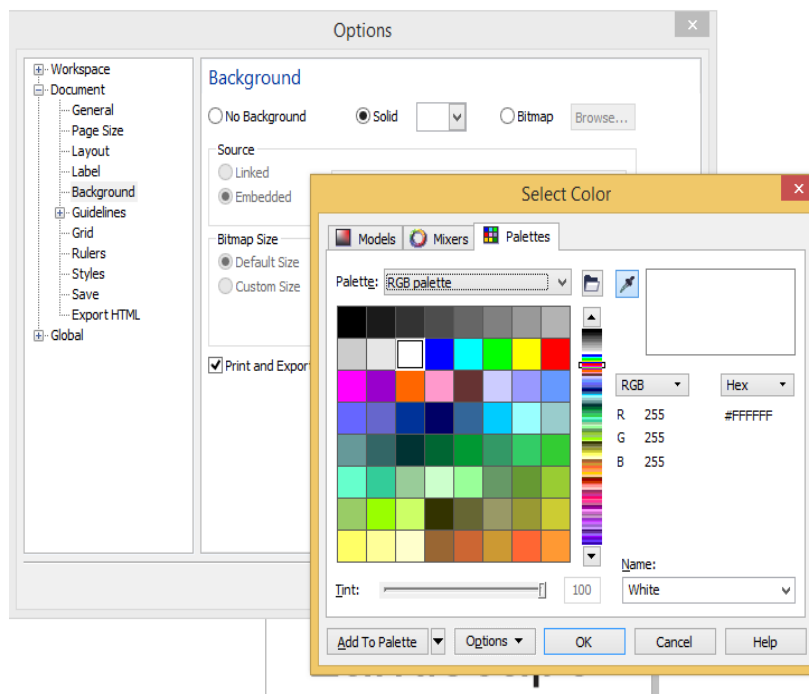 Options
Workspace
Document
General
Page Size
Layout
Label
Background
Guidelines
Grid
Rulers
Styles
Save
Export HTML
Global
Background
No Background
Solid
Bitmap
Browse...
Source
Linked
Embedded
Bitmap Size
Default Size
Custom Size
Print and Export
Select Color
Models
Mixers
Palettes
Palette:
RGB palette
RGB
Hex
R 255
#FFFFFF
G 255
B 255
Name:
Tint:
100
White
Add To Palette
Options
OK
Cancel
Help